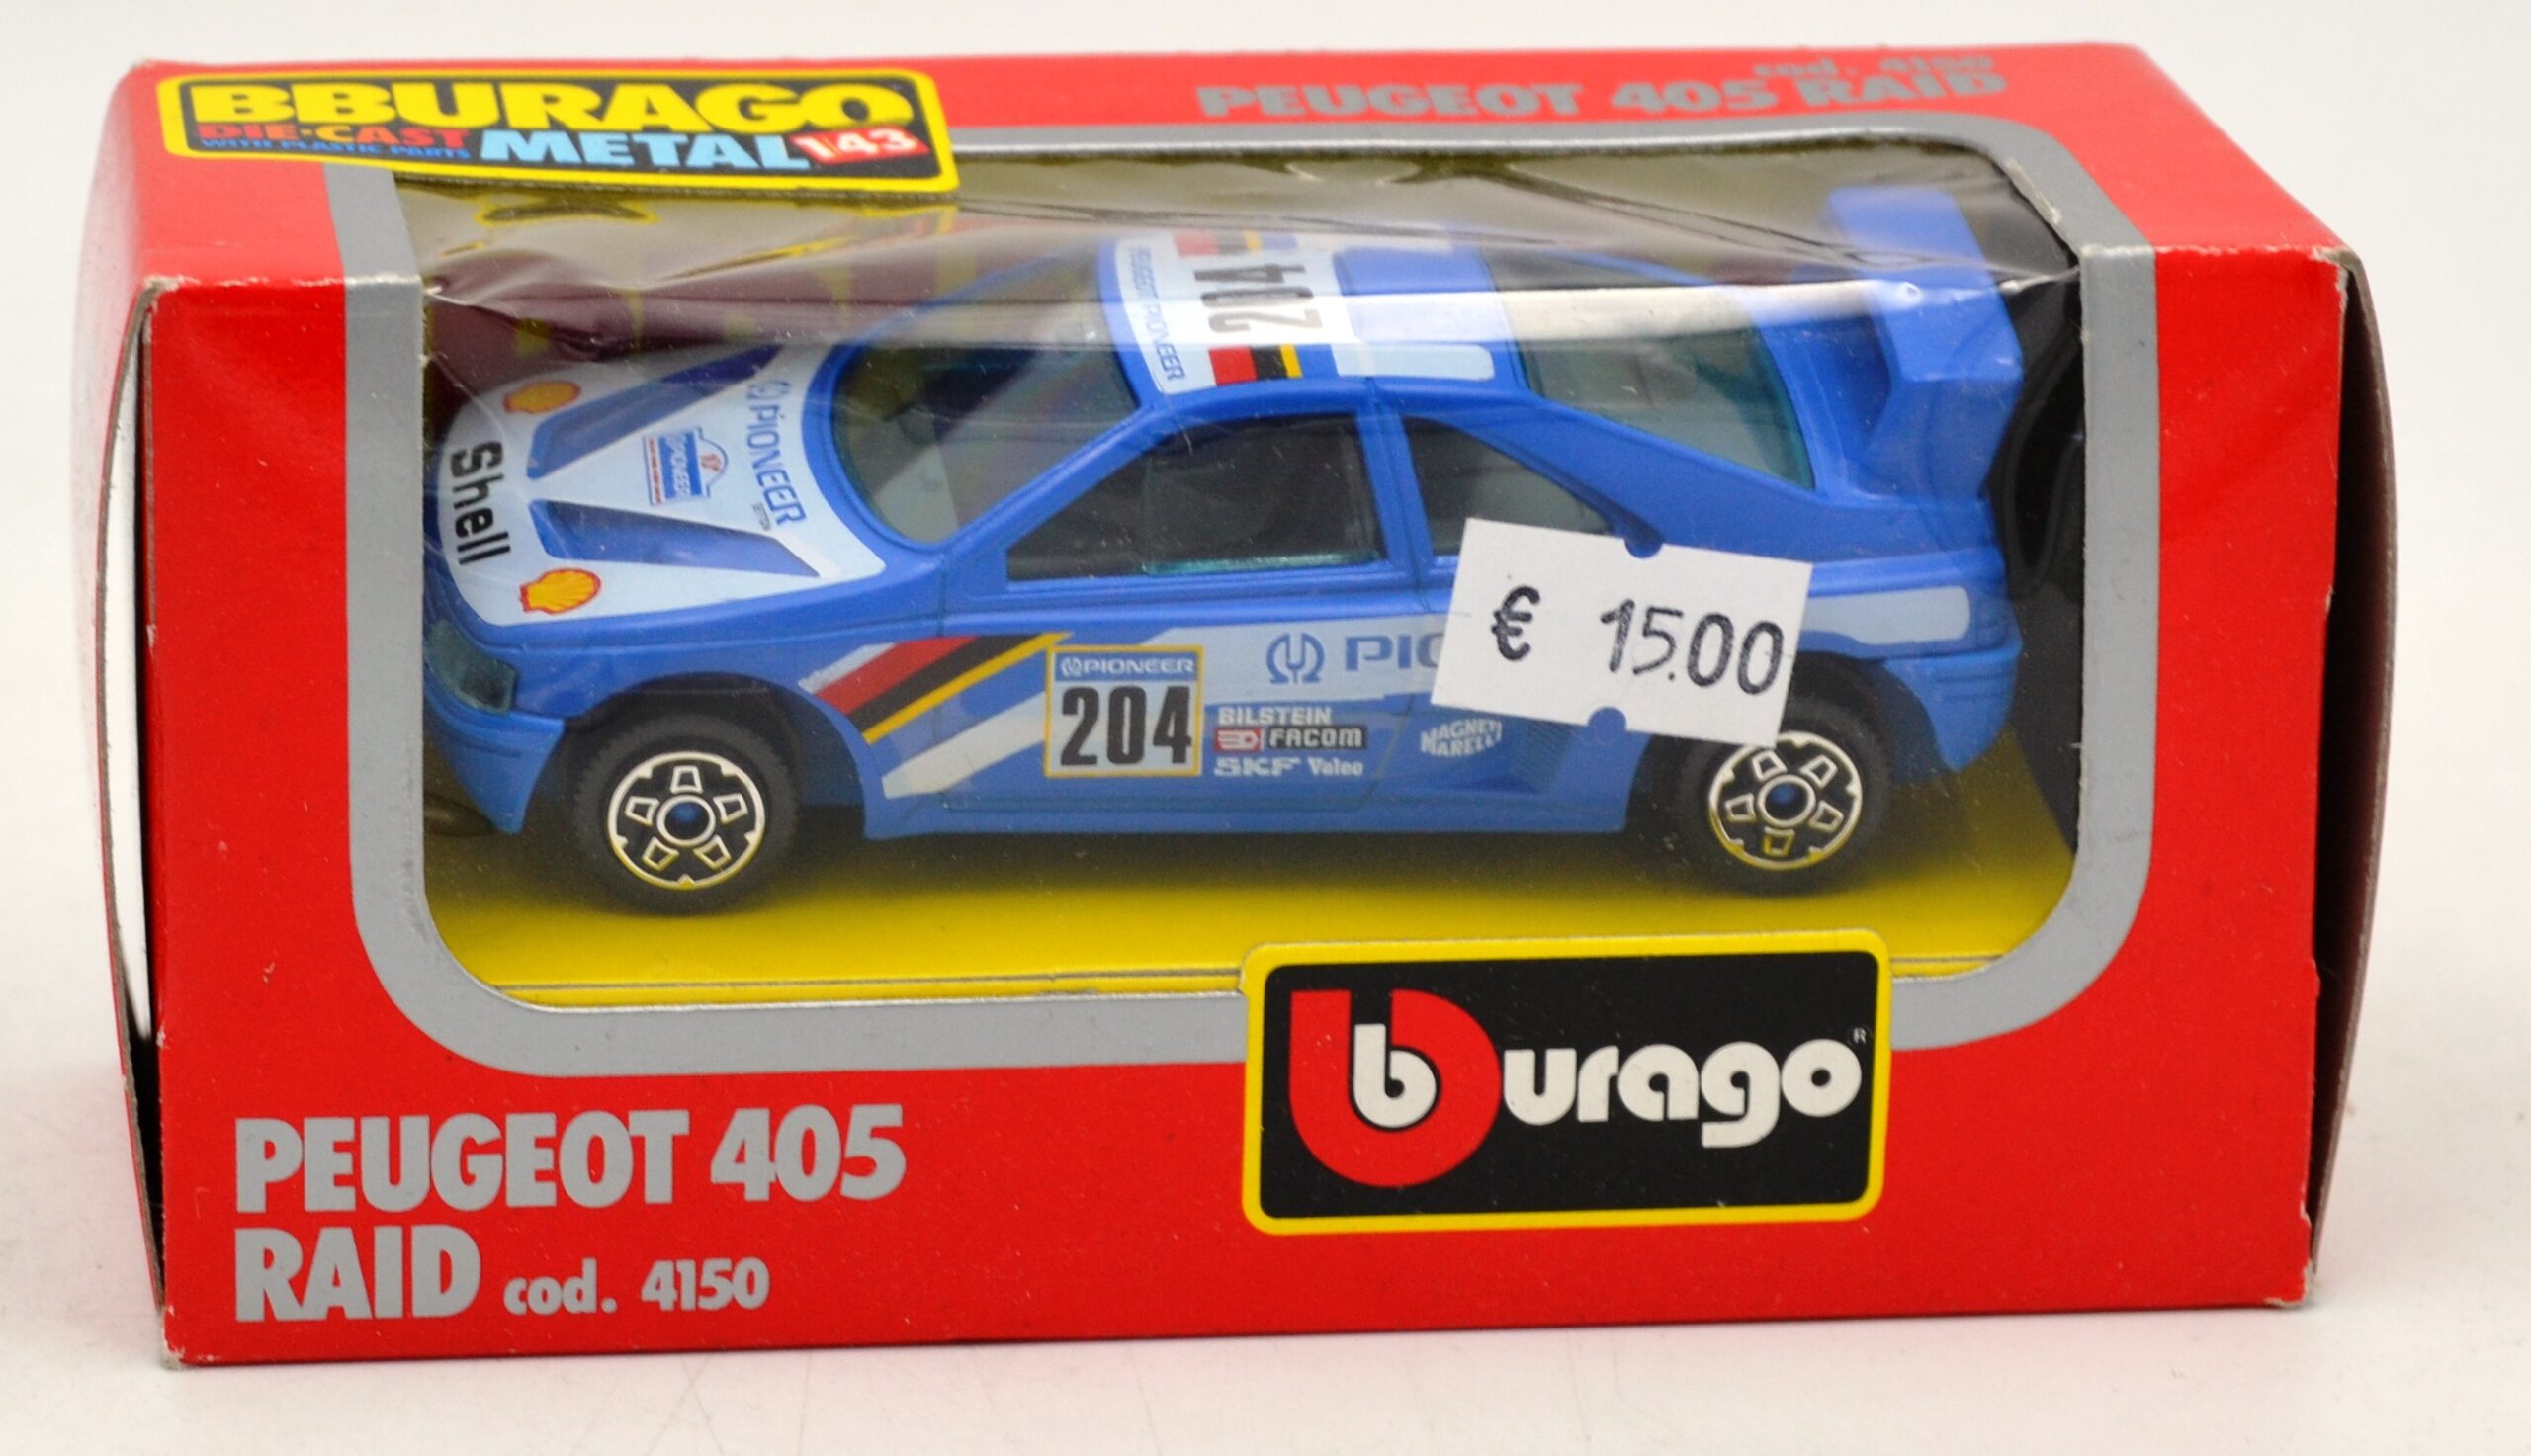 BBURAGO
DIE-CAST
WITH PLASTIC PARTS
METAL 1:43
cod. 4150
PEUGEOT 405 RAID
204
PEUGEOT PIONEER
Shell
PIONEER
PIONEER
204
PIO
BILSTEIN
FACOM
SKF Valeo
MAGNETI
MARELLI
€ 15.00
burago®
PEUGEOT 405
RAID cod. 4150